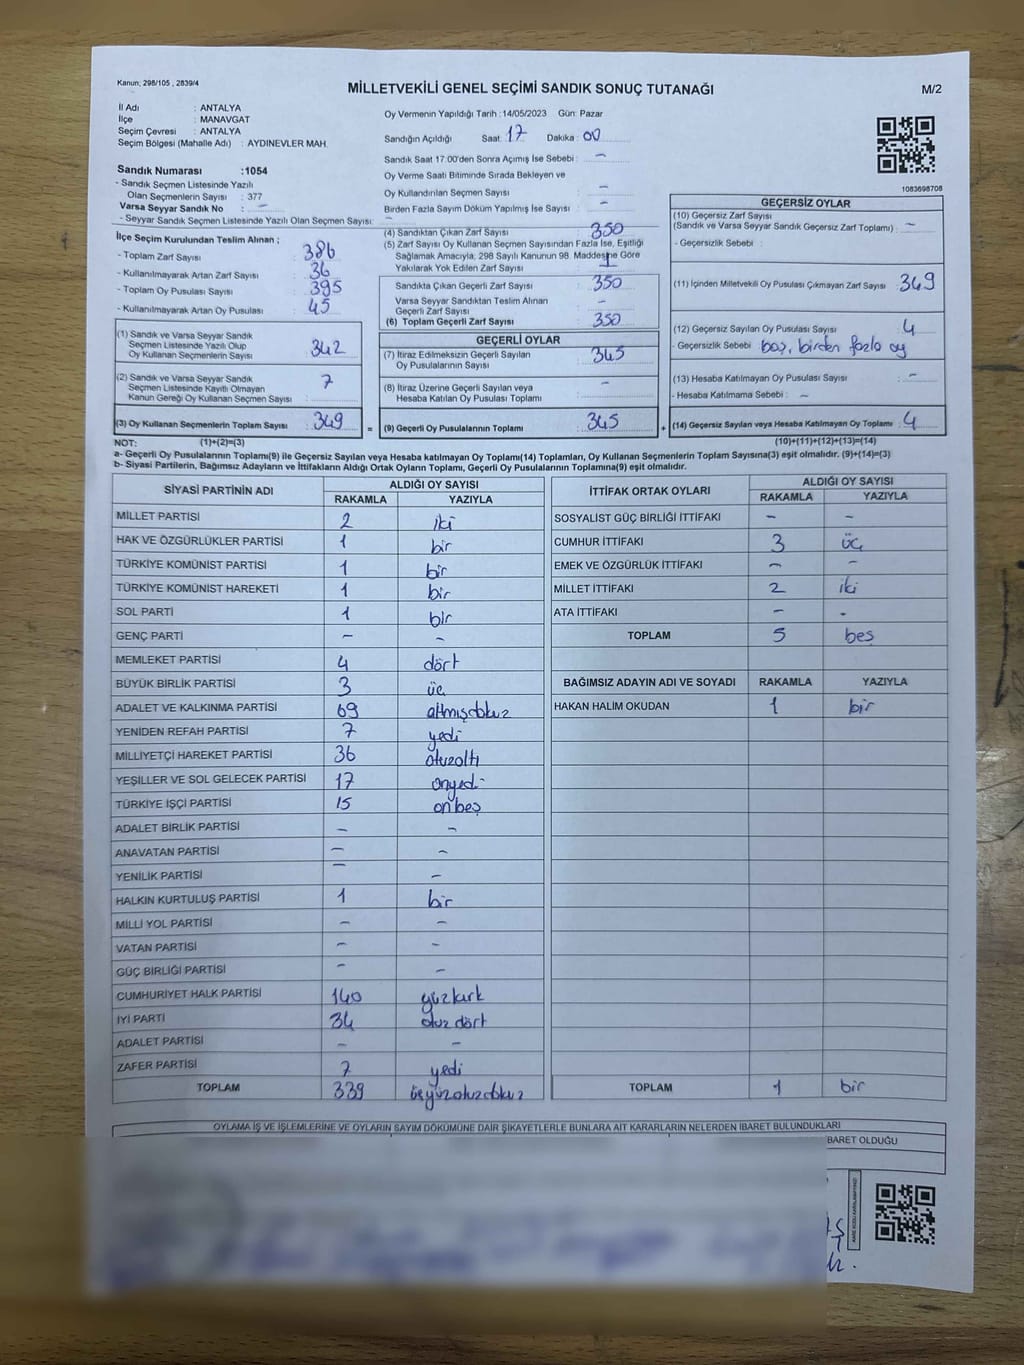 Kanun; 298/105 , 2839/4
MİLLETVEKİLİ GENEL SEÇİMİ SANDIK SONUÇ TUTANAĞI
M/2
İl Adı : ANTALYA
İlçe : MANAVGAT
Seçim Çevresi : ANTALYA
Seçim Bölgesi (Mahalle Adı) : AYDINEVLER MAH.
Oy Vermenin Yapıldığı Tarih :14/05/2023 Gün: Pazar
Sandığın Açıldığı Saat: 17 Dakika: 00
Sandık Saat 17:00'den Sonra Açımış İse Sebebi : -
Oy Verme Saati Bitiminde Sırada Bekleyen ve
Oy Kullandırılan Seçmen Sayısı : -
Birden Fazla Sayım Döküm Yapılmış İse Sayısı : -
1083698708
Sandık Numarası :1054
- Sandık Seçmen Listesinde Yazılı
Olan Seçmenlerin Sayısı : 377
Varsa Seyyar Sandık No : -
- Seyyar Sandık Seçmen Listesinde Yazılı Olan Seçmen Sayısı: -
İlçe Seçim Kurulundan Teslim Alınan ;
- Toplam Zarf Sayısı : 386
- Kullanılmayarak Artan Zarf Sayısı : 36
- Toplam Oy Pusulası Sayısı : 395
- Kullanılmayarak Artan Oy Pusulası : 45
(1) Sandık ve Varsa Seyyar Sandık
Seçmen Listesinde Yazılı Olup
Oy Kullanan Seçmenlerin Sayısı : 342
(2) Sandık ve Varsa Seyyar Sandık
Seçmen Listesinde Kayıtlı Olmayan
Kanun Gereği Oy Kullanan Seçmen Sayısı : 7
(3) Oy Kullanan Seçmenlerin Toplam Sayısı : 349
(4) Sandıktan Çıkan Zarf Sayısı : 350
(5) Zarf Sayısı Oy Kullanan Seçmen Sayısından Fazla İse, Eşitliği
Sağlamak Amacıyla, 298 Sayılı Kanunun 98. Maddesine Göre
Yakılarak Yok Edilen Zarf Sayısı : 1
Sandıkta Çıkan Geçerli Zarf Sayısı : 350
Varsa Seyyar Sandıktan Teslim Alınan
Geçerli Zarf Sayısı : -
(6) Toplam Geçerli Zarf Sayısı : 350
GEÇERLİ OYLAR
(7) İtiraz Edilmeksizin Geçerli Sayılan
Oy Pusulalarının Sayısı : 345
(8) İtiraz Üzerine Geçerli Sayılan veya
Hesaba Katılan Oy Pusulası Toplamı : -
= (9) Geçerli Oy Pusulalarının Toplamı : 345
GEÇERSİZ OYLAR
(10) Geçersiz Zarf Sayısı
(Sandık ve Varsa Seyyar Sandık Geçersiz Zarf Toplamı) : -
- Geçersizlik Sebebi :
(11) İçinden Milletvekili Oy Pusulası Çıkmayan Zarf Sayısı : 349
(12) Geçersiz Sayılan Oy Pusulası Sayısı : 4
- Geçersizlik Sebebi : boş, birden fazla oy
(13) Hesaba Katılmayan Oy Pusulası Sayısı : -
- Hesaba Katılmama Sebebi : -
+ (14) Geçersiz Sayılan veya Hesaba Katılmayan Oy Toplamı : 4
NOT: (1)+(2)=(3)
(10)+(11)+(12)+(13)=(14)
a- Geçerli Oy Pusulasının Toplamı(9) ile Geçersiz Sayılan veya Hesaba katılmayan Oy Toplamı(14) Toplamları, Oy Kullanan Seçmenlerin Toplam Sayısına(3) eşit olmalıdır. (9)+(14)=(3)
b- Siyasi Partilerin, Bağımsız Adayların ve İttifakların Aldığı Ortak Oyların Toplamı, Geçerli Oy Pusulalarının Toplamına(9) eşit olmalıdır.
SİYASİ PARTİNİN ADI ALDIĞI OY SAYISI
RAKAMLA YAZIYLA
MİLLET PARTİSİ 2 iki
HAK VE ÖZGÜRLÜKLER PARTİSİ 1 bir
TÜRKİYE KOMÜNİST PARTİSİ 1 bir
TÜRKİYE KOMÜNİST HAREKETİ 1 bir
SOL PARTİ 1 bir
GENÇ PARTİ - -
MEMLEKET PARTİSİ 4 dört
BÜYÜK BİRLİK PARTİSİ 3 üç
ADALET VE KALKINMA PARTİSİ 69 altmışdokuz
YENİDEN REFAH PARTİSİ 7 yedi
MİLLİYETÇİ HAREKET PARTİSİ 36 otuzaltı
YEŞİLLER VE SOL GELECEK PARTİSİ 17 onyedi
TÜRKİYE İŞÇİ PARTİSİ 15 onbeş
ADALET BİRLİK PARTİSİ - -
ANAVATAN PARTİSİ - -
YENİLİK PARTİSİ - -
HALKIN KURTULUŞ PARTİSİ 1 bir
MİLLİ YOL PARTİSİ - -
VATAN PARTİSİ - -
GÜÇ BİRLİĞİ PARTİSİ - -
CUMHURİYET HALK PARTİSİ 140 yüzkırk
İYİ PARTİ 34 otuz dört
ADALET PARTİSİ - -
ZAFER PARTİSİ 7 yedi
TOPLAM 339 üçyüzotuzdokuz
İTTİFAK ORTAK OYLARI ALDIĞI OY SAYISI
RAKAMLA YAZIYLA
SOSYALİST GÜÇ BİRLİĞİ İTTİFAKI - -
CUMHUR İTTİFAKI 3 üç
EMEK VE ÖZGÜRLÜK İTTİFAKI - -
MİLLET İTTİFAKI 2 iki
ATA İTTİFAKI - -
TOPLAM 5 beş
BAĞIMSIZ ADAYIN ADI VE SOYADI RAKAMLA YAZIYLA
HAKAN HALİM OKUDAN 1 bir
TOPLAM 1 bir
OYLAMA İŞ VE İŞLEMLERİNE VE OYLARIN SAYIM DÖKÜMÜNE DAİR ŞİKAYETLERLE BUNLARA AİT KARARLARIN NELERDEN İBARET BULUNDUKLARI
BARET OLDUĞU